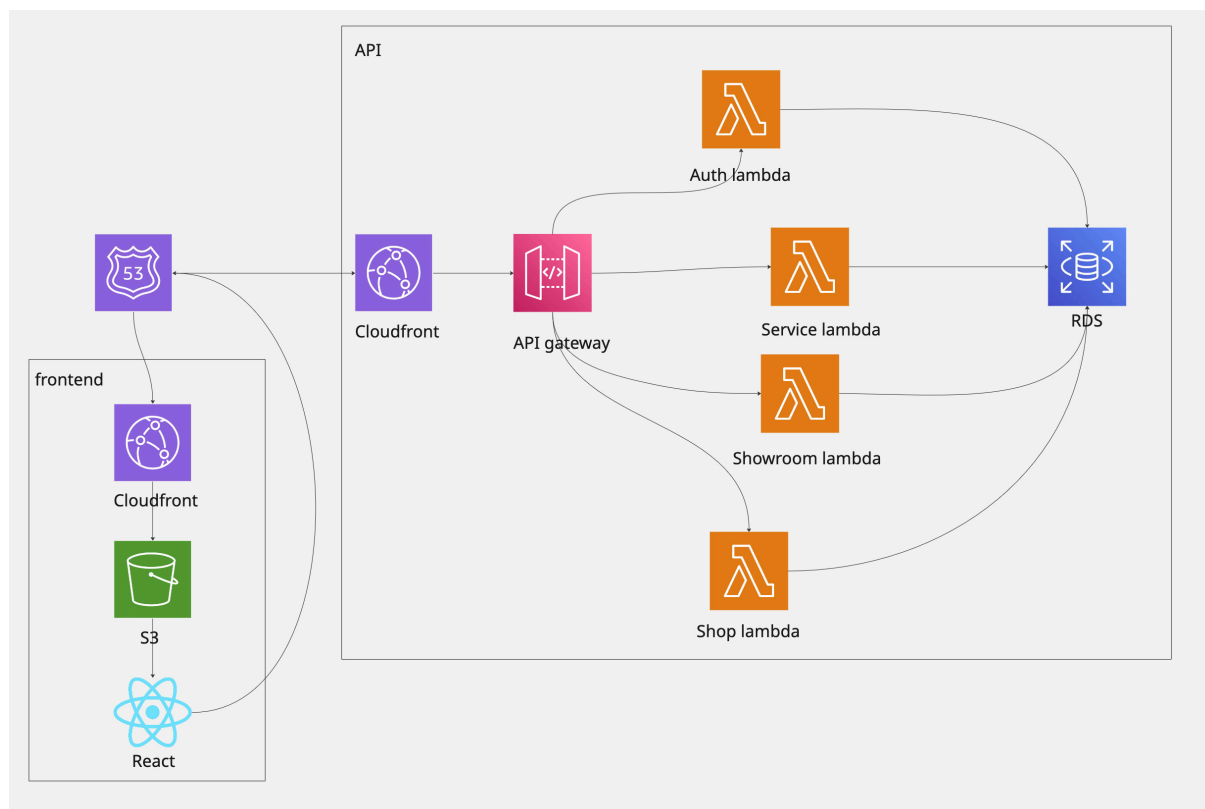 API
Auth lambda
53
Cloudfront
API gateway
Service lambda
RDS
frontend
Showroom lambda
Cloudfront
S3
Shop lambda
React